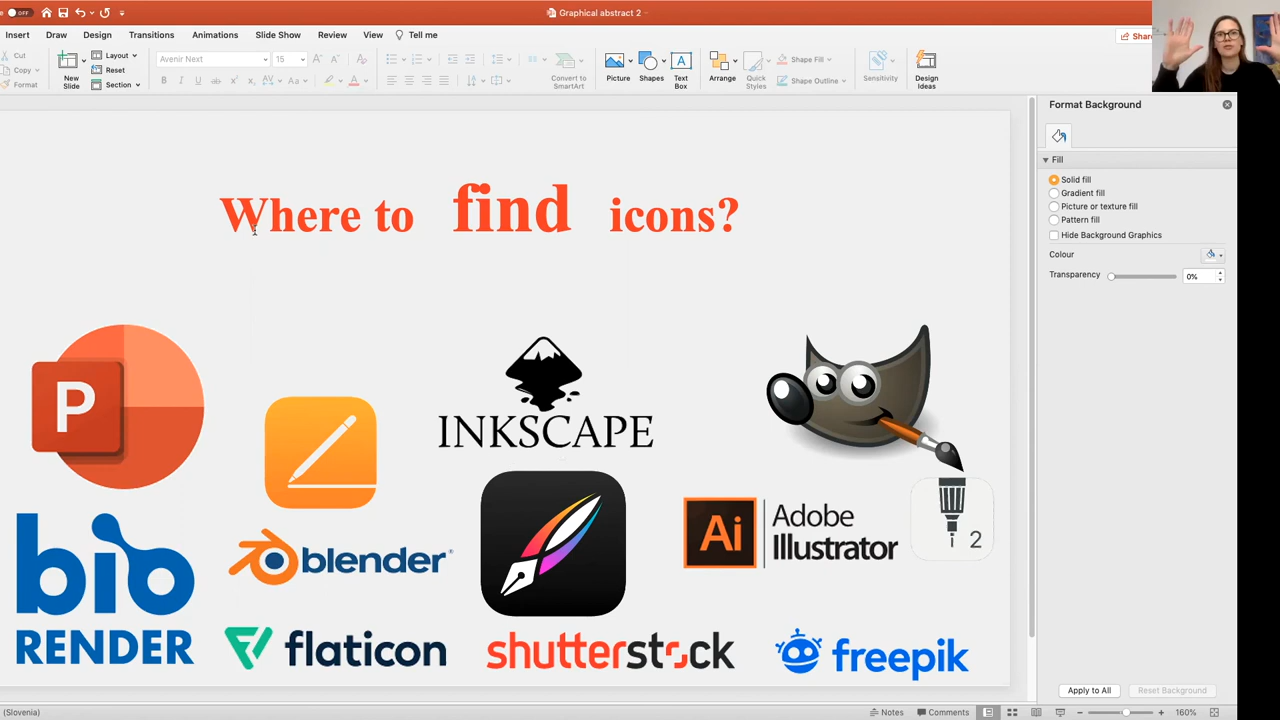 OFF
Graphical abstract 2
Insert Draw Design Transitions Animations Slide Show Review View Tell me
Shar
Cut
Copy
Format
New Slide
Layout
Reset
Section
Avenir Next
15
Convert to SmartArt
Picture
Shapes
Text Box
Arrange
Quick Styles
Shape Fill
Shape Outline
Sensitivity
Design Ideas
Format Background
Fill
Solid fill
Gradient fill
Picture or texture fill
Pattern fill
Hide Background Graphics
Colour
Transparency 0%
Where to find icons?
P
INKSCAPE
bio
RENDER
blender
Ai Adobe
Illustrator
2
flaticon
shutterstock
freepik
Apply to All Reset Background
(Slovenia)
Notes Comments 160%